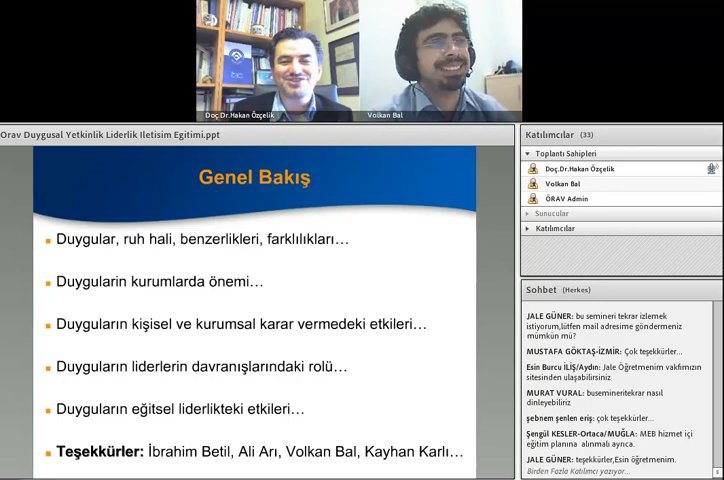 Doç.Dr.Hakan Özçelik
Volkan Bal
Orav Duygusal Yetkinlik Liderlik Iletisim Egitimi.ppt
Genel Bakış
Duygular, ruh hali, benzerlikleri, farklılıkları…
Duyguların kurumlarda önemi…
Duyguların kişisel ve kurumsal karar vermedeki etkileri…
Duyguların liderlerin davranışlarındaki rolü…
Duyguların eğitsel liderlikteki etkileri…
Teşekkürler: İbrahim Betil, Ali Arı, Volkan Bal, Kayhan Karlı…
Katılımcılar (33)
Toplantı Sahipleri
Doç.Dr.Hakan Özçelik
Volkan Bal
ÖRAV Admin
Sunucular
Katılımcılar
Sohbet (Herkes)
JALE GÜNER: bu semineri tekrar izlemek
istiyorum,lütfen mail adresime göndermeniz
mümkün mü?
MUSTAFA GÖKTAŞ-İZMİR: Çok teşekkürler...
Esin Burcu İLİŞ/Aydın: Jale Öğretmenim vakfımızın
sitesinden ulaşabilirsiniz
MURAT VURAL: busemineritekrar nasıl
dinleyebiliriz
şebnem şenlen eriş: çok teşekkürler...
Şengül KESLER-Ortaca/MUĞLA: MEB hizmet içi
eğitim planına alınmalı ayrıca.
JALE GÜNER: teşekkürler,Esin öğretmenim.
Birden Fazla Katılımcı yazıyor...